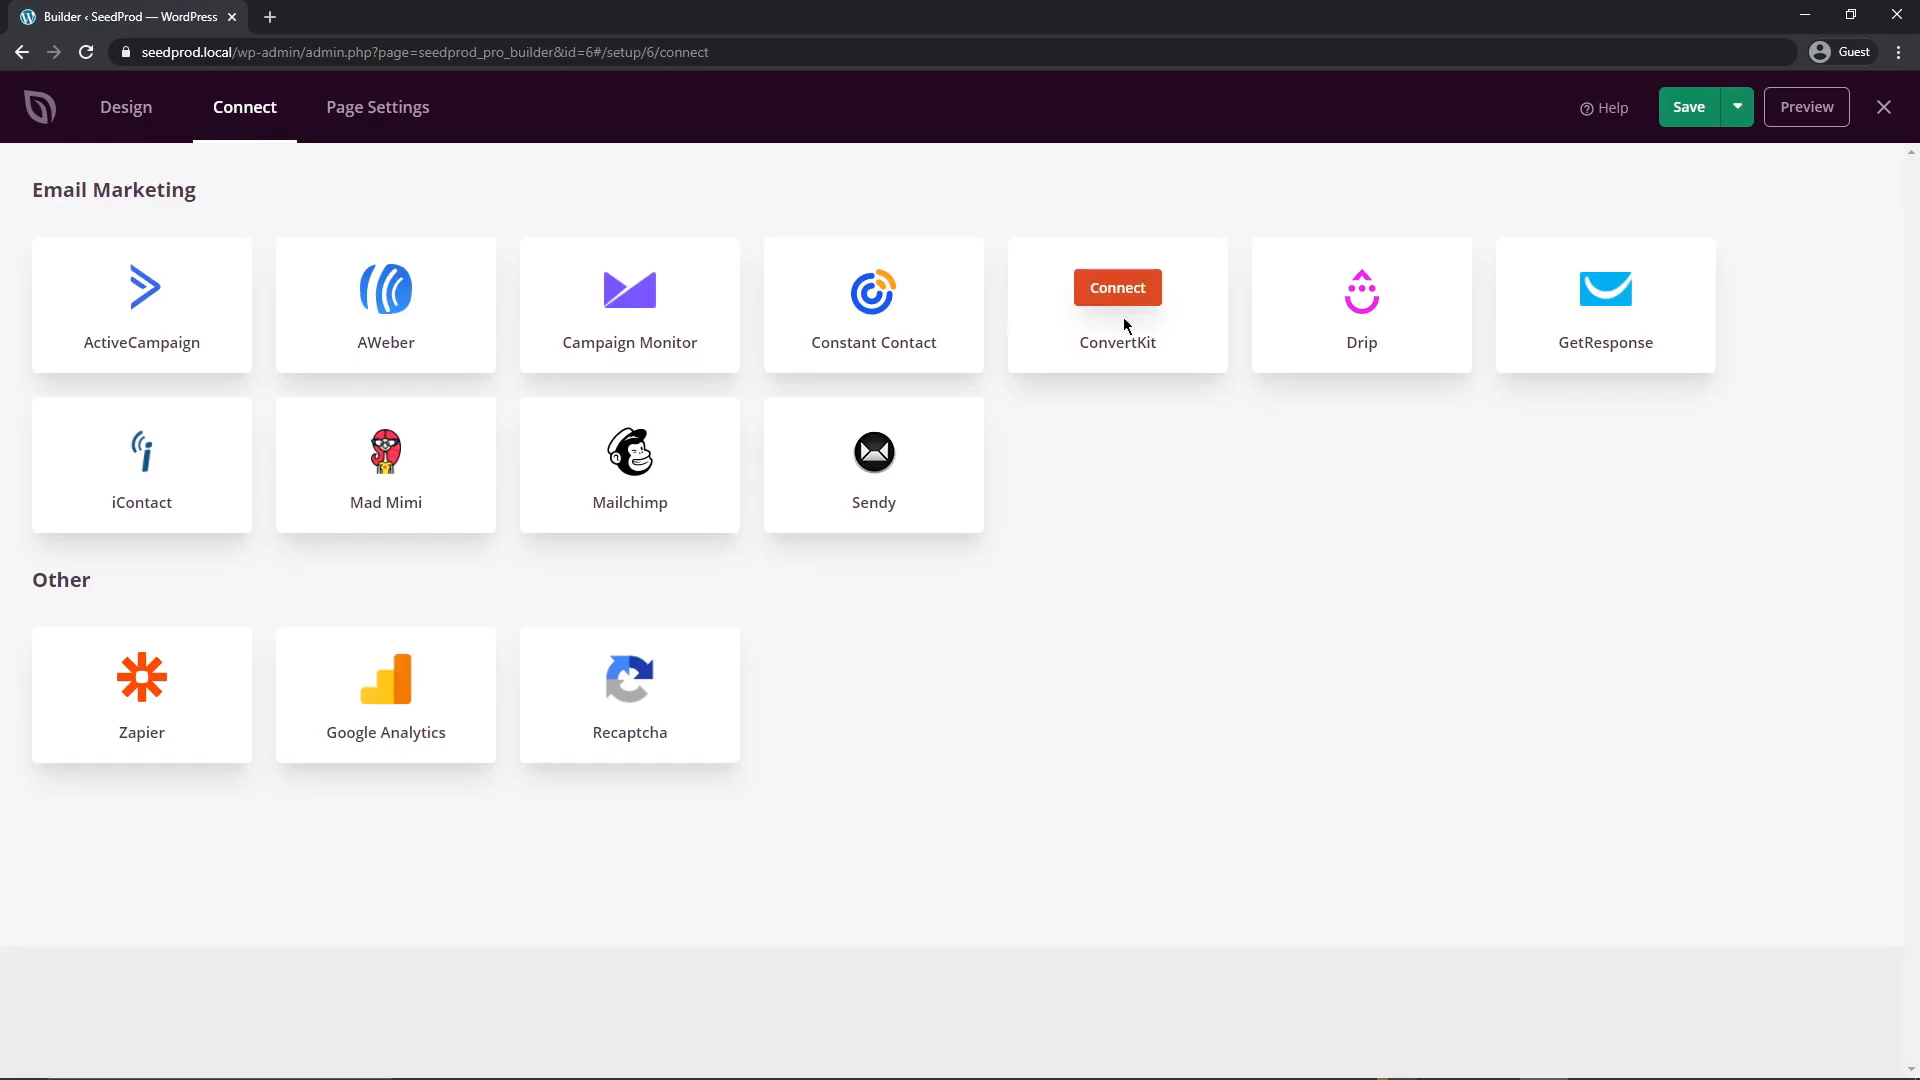 Builder ‹ SeedProd — WordPress
seedprod.local/wp-admin/admin.php?page=seedprod_pro_builder&id=6#/setup/6/connect
Guest
Design
Connect
Page Settings
Help
Save
Preview
Email Marketing
ActiveCampaign
AWeber
Campaign Monitor
Constant Contact
Connect
ConvertKit
Drip
GetResponse
iContact
Mad Mimi
Mailchimp
Sendy
Other
Zapier
Google Analytics
Recaptcha